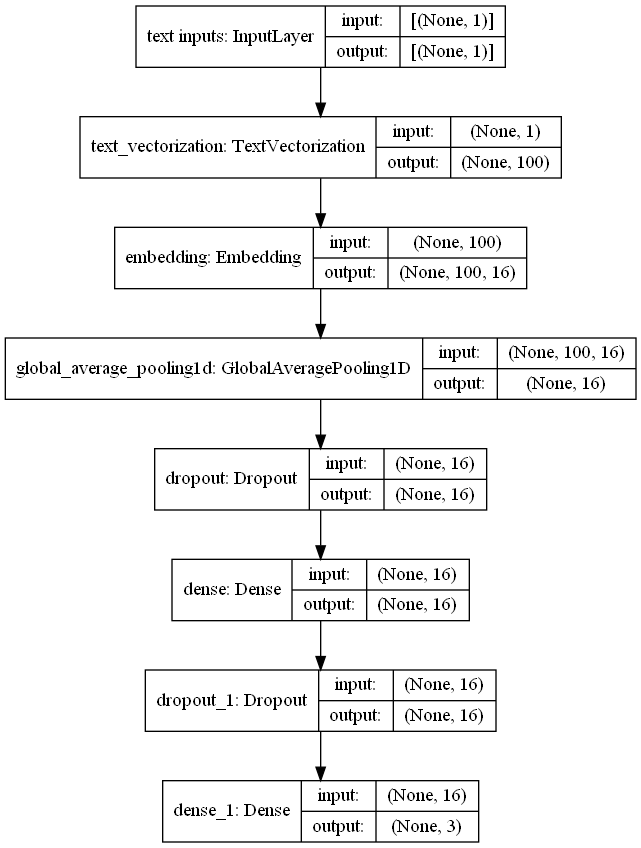 text inputs: InputLayer
input: [(None, 1)]
output: [(None, 1)]
text_vectorization: TextVectorization
input: (None, 1)
output: (None, 100)
embedding: Embedding
input: (None, 100)
output: (None, 100, 16)
global_average_pooling1d: GlobalAveragePooling1D
input: (None, 100, 16)
output: (None, 16)
dropout: Dropout
input: (None, 16)
output: (None, 16)
dense: Dense
input: (None, 16)
output: (None, 16)
dropout_1: Dropout
input: (None, 16)
output: (None, 16)
dense_1: Dense
input: (None, 16)
output: (None, 3)